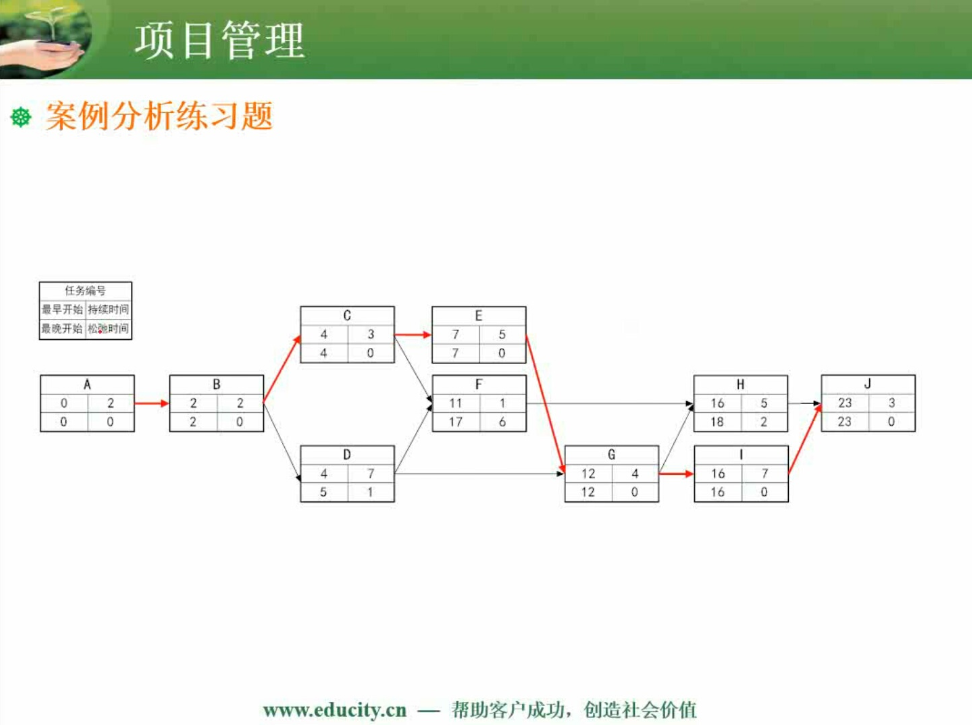 项目管理
案例分析练习题
任务编号
最早开始 持续时间
最晚开始 松弛时间
A
0 2
0 0
B
2 2
2 0
C
4 3
4 0
D
4 7
5 1
E
7 5
7 0
F
11 1
17 6
G
12 4
12 0
H
16 5
18 2
I
16 7
16 0
J
23 3
23 0
www.educity.cn — 帮助客户成功，创造社会价值